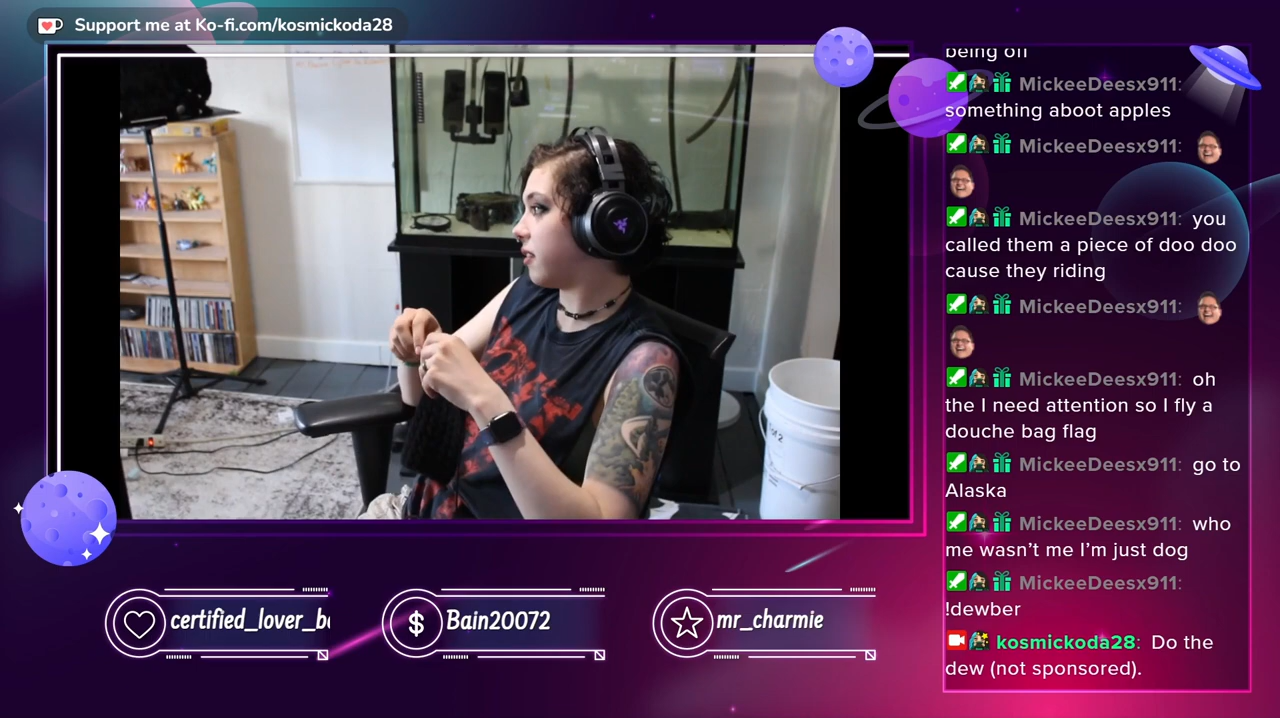 Support me at Ko-fi.com/kosmickoda28
being off
MickeeDeesx911:
something aboot apples
MickeeDeesx911:
MickeeDeesx911: you
called them a piece of doo doo
cause they riding
MickeeDeesx911:
MickeeDeesx911: oh
the I need attention so I fly a
douche bag flag
MickeeDeesx911: go to
Alaska
MickeeDeesx911: who
me wasn't me I'm just dog
MickeeDeesx911:
!dewber
kosmickoda28: Do the
dew (not sponsored).
certified_lover_bo
Bain20072
mr_charmie